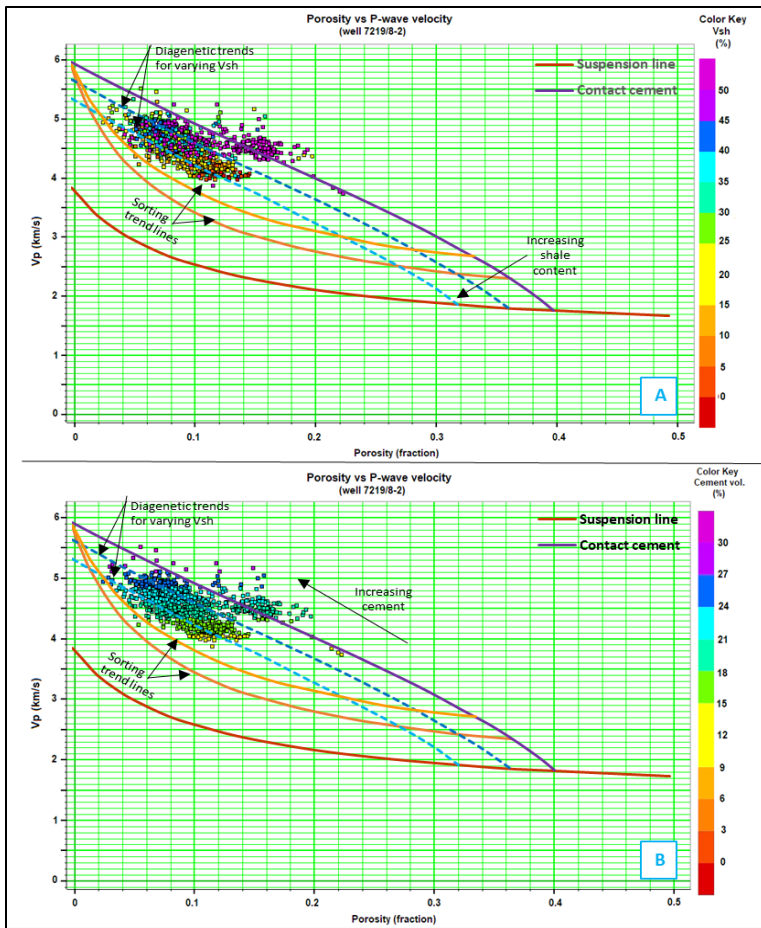 Porosity vs P-wave velocity
(well 7219/8-2)
Color Key
Vsh
(%)
Diagenetic trends
for varying Vsh
Suspension line
Contact cement
Sorting
trend lines
Increasing
shale
content
Vp (km/s)
6
5
4
3
2
1
0
0
0.1
0.2
0.3
0.4
0.5
Porosity (fraction)
50
45
40
35
30
25
20
15
10
5
0
A
Porosity vs P-wave velocity
(well 7219/8-2)
Color Key
Cement vol.
(%)
Diagenetic trends
for varying Vsh
Suspension line
Contact cement
Increasing
cement
Sorting
trend lines
Vp (km/s)
6
5
4
3
2
1
0
0
0.1
0.2
0.3
0.4
0.5
Porosity (fraction)
30
27
24
21
18
15
12
9
6
3
0
B